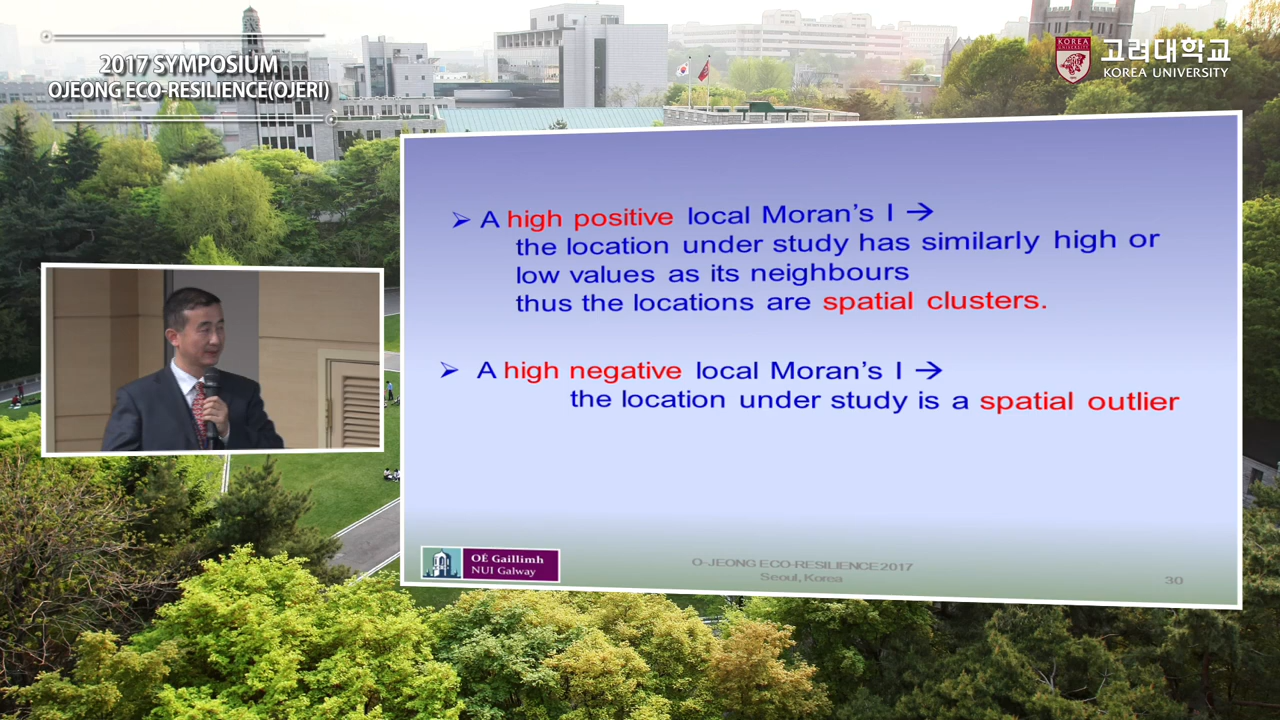 2017 SYMPOSIUM
OJEONG ECO-RESILIENCE(OJERI)
KOREA
UNIVERSITY
고려대학교
KOREA UNIVERSITY
➢ A high positive local Moran's I →
the location under study has similarly high or
low values as its neighbours
thus the locations are spatial clusters.
➢ A high negative local Moran's I →
the location under study is a spatial outlier
OÉ Gaillimh
NUI Galway
O-JEONG ECO-RESILIENCE 2017
Seoul, Korea
30